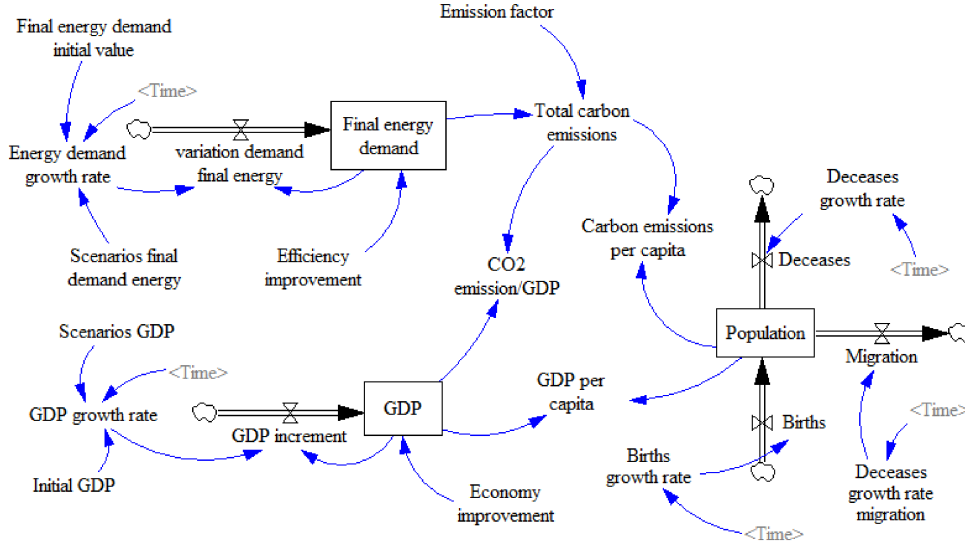 Final energy demand
initial value
Emission factor
<Time>
Final energy
demand
Total carbon
emissions
Energy demand
growth rate
variation demand
final energy
Deceases
growth rate
Scenarios final
demand energy
Efficiency
improvement
Carbon emissions
per capita
CO2
emission/GDP
Deceases
<Time>
Scenarios GDP
Population
Migration
<Time>
GDP growth rate
GDP
GDP per
capita
GDP increment
Births
<Time>
Initial GDP
Economy
improvement
Births
growth rate
Deceases
growth rate
migration
<Time>